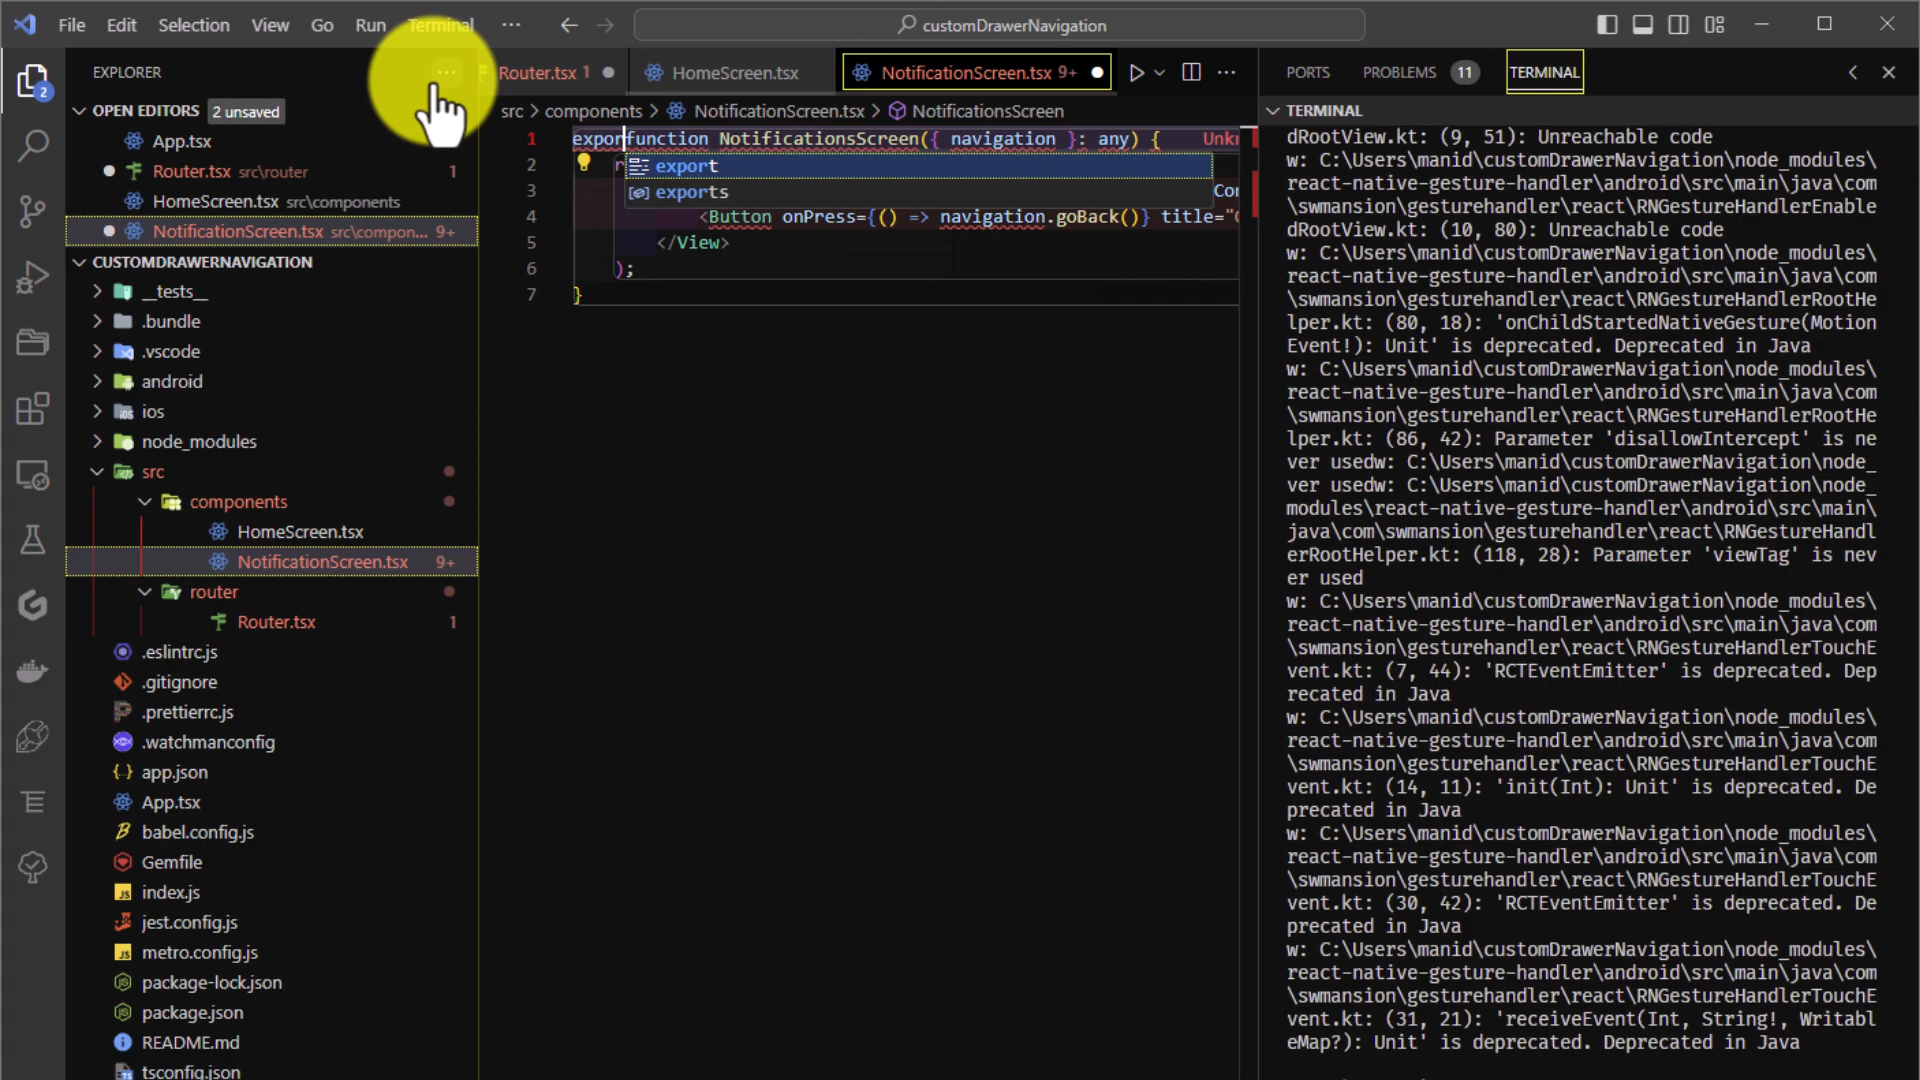 File Edit Selection View Go Run Terminal ··· customDrawerNavigation
EXPLORER
OPEN EDITORS 2 unsaved
App.tsx
Router.tsx src\router 1
HomeScreen.tsx src\components
NotificationScreen.tsx src\compon... 9+
CUSTOMDRAWERNAVIGATION
__tests__
.bundle
.vscode
android
ios
node_modules
src
components
HomeScreen.tsx
NotificationScreen.tsx 9+
router
Router.tsx 1
.eslintrc.js
.gitignore
.prettierrc.js
.watchmanconfig
app.json
App.tsx
babel.config.js
Gemfile
index.js
jest.config.js
metro.config.js
package-lock.json
package.json
README.md
tsconfig.json
2
Router.tsx 1 HomeScreen.tsx NotificationScreen.tsx 9+
src > components > NotificationScreen.tsx > NotificationsScreen
1 exporfunction NotificationsScreen({ navigation }: any) { Unkn
2 r
export
3 Con
exports
4 <Button onPress={() => navigation.goBack()} title="G
5 </View>
6 );
7 }
PORTS PROBLEMS 11 TERMINAL
TERMINAL
dRootView.kt: (9, 51): Unreachable code
w: C:\Users\manid\customDrawerNavigation\node_modules\
react-native-gesture-handler\android\src\main\java\com
\swmansion\gesturehandler\react\RNGestureHandlerEnable
dRootView.kt: (10, 80): Unreachable code
w: C:\Users\manid\customDrawerNavigation\node_modules\
react-native-gesture-handler\android\src\main\java\com
\swmansion\gesturehandler\react\RNGestureHandlerRootHe
lper.kt: (80, 18): 'onChildStartedNativeGesture(Motion
Event!): Unit' is deprecated. Deprecated in Java
w: C:\Users\manid\customDrawerNavigation\node_modules\
react-native-gesture-handler\android\src\main\java\com
\swmansion\gesturehandler\react\RNGestureHandlerRootHe
lper.kt: (86, 42): Parameter 'disallowIntercept' is ne
ver usedw: C:\Users\manid\customDrawerNavigation\node_
ver usedw: C:\Users\manid\customDrawerNavigation\node_
modules\react-native-gesture-handler\android\src\main\
java\com\swmansion\gesturehandler\react\RNGestureHandl
erRootHelper.kt: (118, 28): Parameter 'viewTag' is nev
er used
w: C:\Users\manid\customDrawerNavigation\node_modules\
react-native-gesture-handler\android\src\main\java\com
\swmansion\gesturehandler\react\RNGestureHandlerTouchE
vent.kt: (7, 44): 'RCTEventEmitter' is deprecated. Dep
recated in Java
w: C:\Users\manid\customDrawerNavigation\node_modules\
react-native-gesture-handler\android\src\main\java\com
\swmansion\gesturehandler\react\RNGestureHandlerTouchE
vent.kt: (14, 11): 'init(Int): Unit' is deprecated. De
precated in Java
w: C:\Users\manid\customDrawerNavigation\node_modules\
react-native-gesture-handler\android\src\main\java\com
\swmansion\gesturehandler\react\RNGestureHandlerTouchE
vent.kt: (30, 42): 'RCTEventEmitter' is deprecated. De
precated in Java
w: C:\Users\manid\customDrawerNavigation\node_modules\
react-native-gesture-handler\android\src\main\java\com
\swmansion\gesturehandler\react\RNGestureHandlerTouchE
vent.kt: (31, 21): 'receiveEvent(Int, String!, Writabl
eMap?): Unit' is deprecated. Deprecated in Java